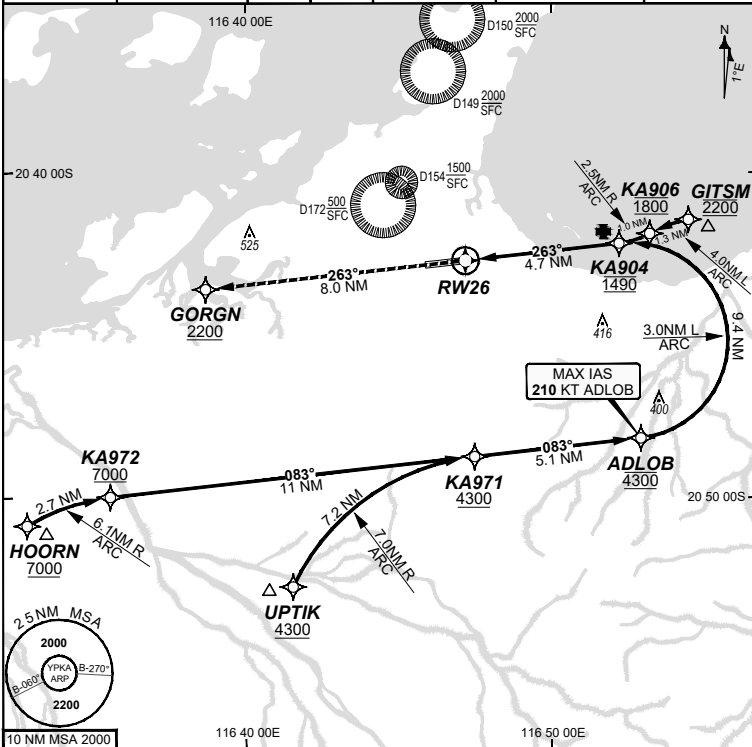 116 40 00E
D150 2000
SFC
N
1°E
D149 2000
SFC
20 40 00S
D154 1500
SFC
D172 500
SFC
2.5NM R
ARC
KA906
1800
GITSM
2200
1.0 NM
1.3 NM
4.0NM L
ARC
525
263°
8.0 NM
263°
4.7 NM
KA904
1490
RW26
GORGN
2200
416
3.0NM L
ARC
9.4 NM
MAX IAS
210 KT ADLOB
400
KA972
7000
083°
11 NM
083°
5.1 NM
KA971
4300
ADLOB
4300
20 50 00S
2.7 NM
6.1NM R
ARC
HOORN
7000
7.2 NM
7.0NM R
ARC
UPTIK
4300
25NM MSA
2000
YPKA
ARP
B-060°
B-270°
2200
10 NM MSA 2000
116 40 00E
116 50 00E